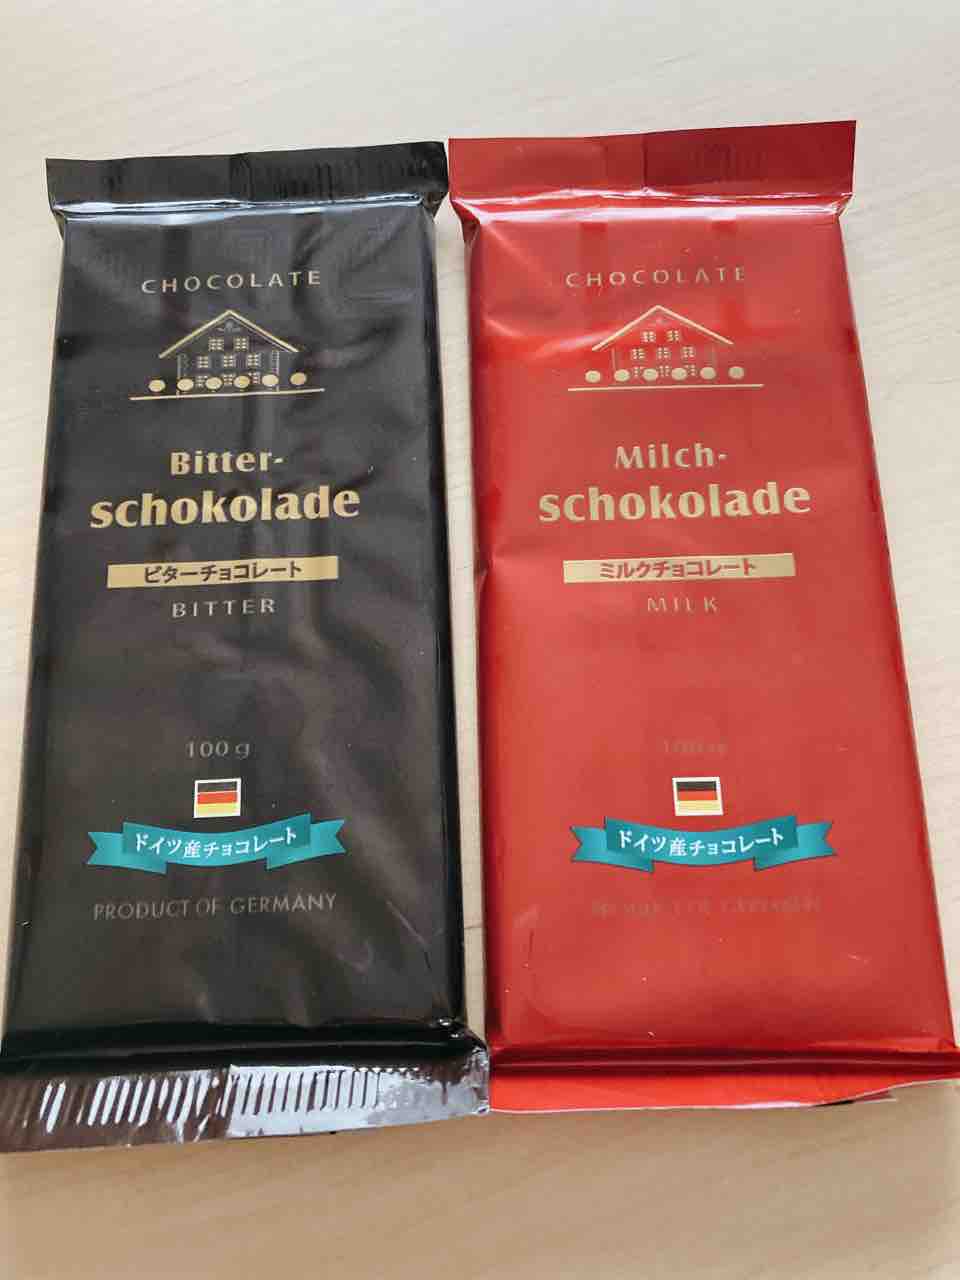 CHOCOLATE
Bitter-
schokolade
ビターチョコレート
BITTER
100g
ドイツ産チョコレート
PRODUCT OF GERMANY
CHOCOLATE
Milch-
schokolade
ミルクチョコレート
MILK
100g
ドイツ産チョコレート